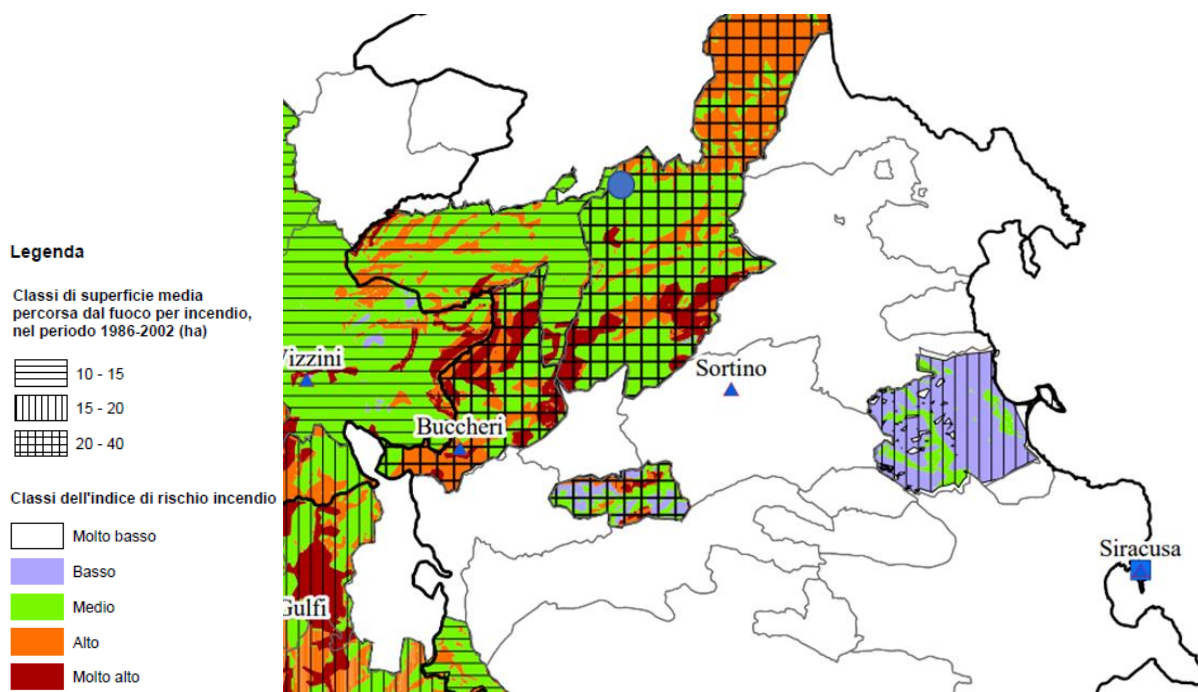 Legenda
Classi di superficie media
percorsa dal fuoco per incendio,
nel periodo 1986-2002 (ha)
10 - 15
15 - 20
20 - 40
Classi dell'indice di rischio incendio
Molto basso
Basso
Medio
Alto
Molto alto
Vizzini
Sortino
Buccheri
Siracusa
Gulfi